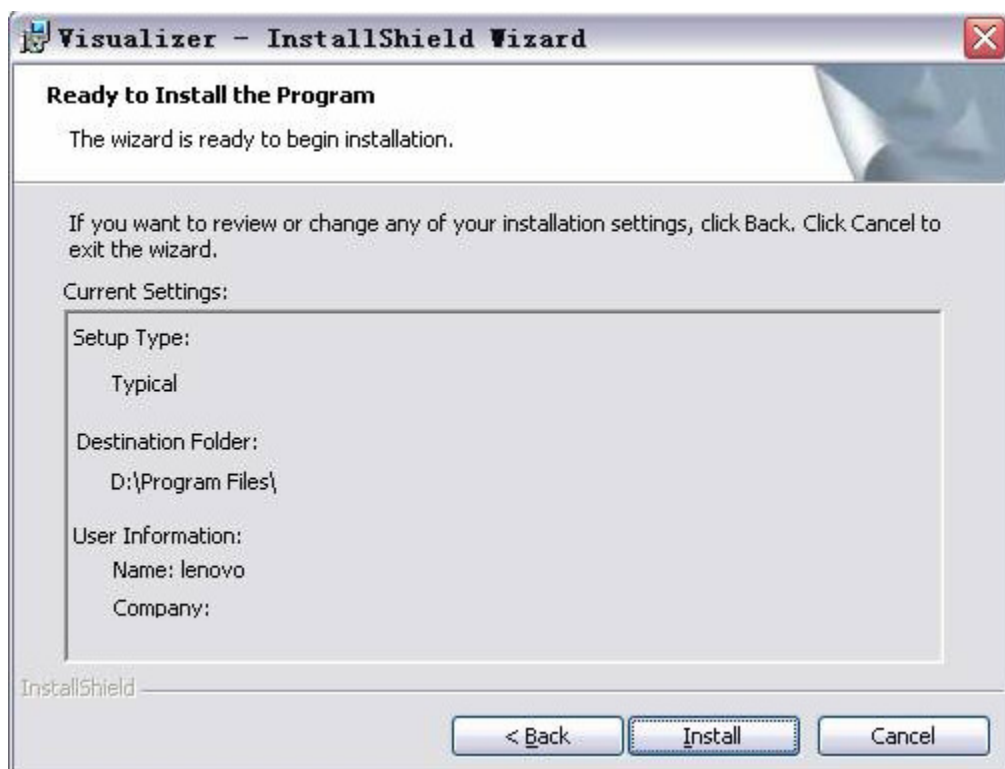 Visualizer - InstallShield Wizard
Ready to Install the Program
The wizard is ready to begin installation.
If you want to review or change any of your installation settings, click Back. Click Cancel to
exit the wizard.
Current Settings:
Setup Type:
Typical
Destination Folder:
D:\Program Files\
User Information:
Name: lenovo
Company:
InstallShield
< Back
Install
Cancel